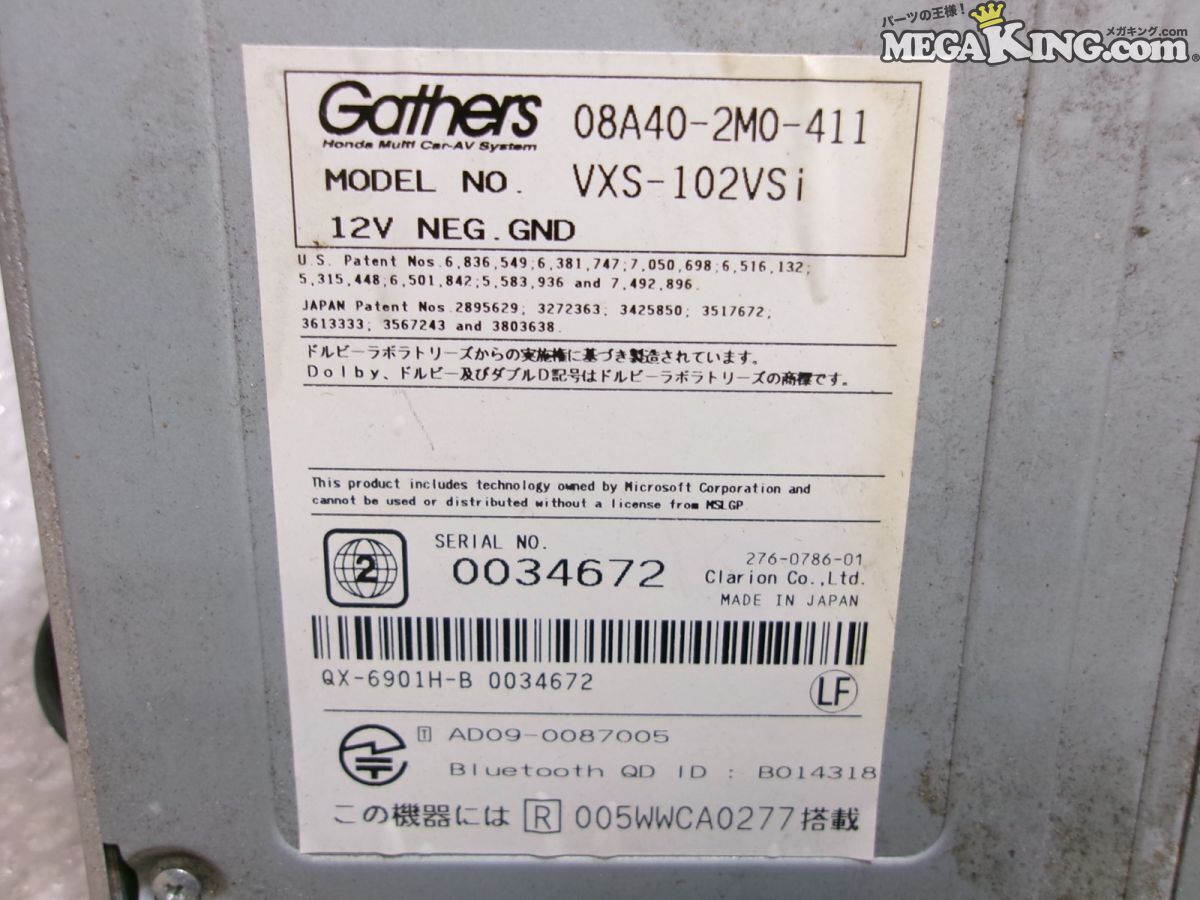 パーツの王様!
メガキング.com
MEGAKING.com®
Gathers 08A40-2M0-411
Honda Multi Car-AV System
MODEL NO. VXS-102VSi
12V NEG.GND
U.S. Patent Nos.6,836,549;6,381,747;7,050,698;6,516,132;
5,315,448;6,501,842;5,583,936 and 7,492,896.
JAPAN Patent Nos.2895629; 3272363; 3425850; 3517672,
3613333; 3567243 and 3803638.
ドルビーラボラトリーズからの実施権に基づき製造されています。
Dolby、ドルビー及びダブルD記号はドルビーラボラトリーズの商標です。
This product includes technology owned by Microsoft Corporation and
cannot be used or distributed without a license from MSLGP
2
SERIAL NO.
0034672
276-0786-01
Clarion Co.,Ltd.
MADE IN JAPAN
QX-6901H-B 0034672
LF
T AD09-0087005
Bluetooth QD ID : B014318
この機器には R 005WWCA0277 搭載